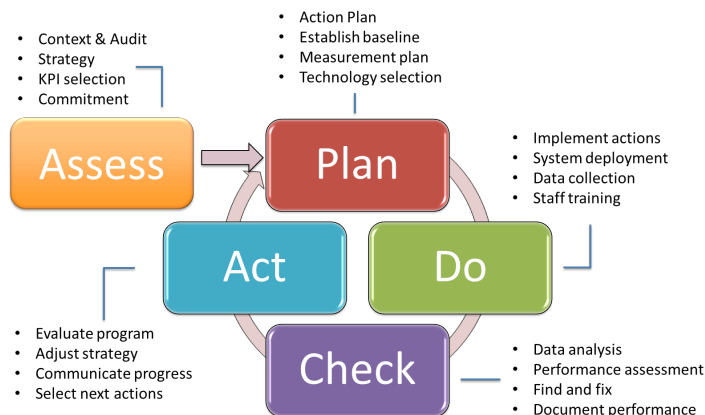 • Context & Audit
• Strategy
• KPI selection
• Commitment
Assess
• Action Plan
• Establish baseline
• Measurement plan
• Technology selection
Plan
• Implement actions
• System deployment
• Data collection
• Staff training
Do
• Data analysis
• Performance assessment
• Find and fix
• Document performance
Check
• Evaluate program
• Adjust strategy
• Communicate progress
• Select next actions
Act